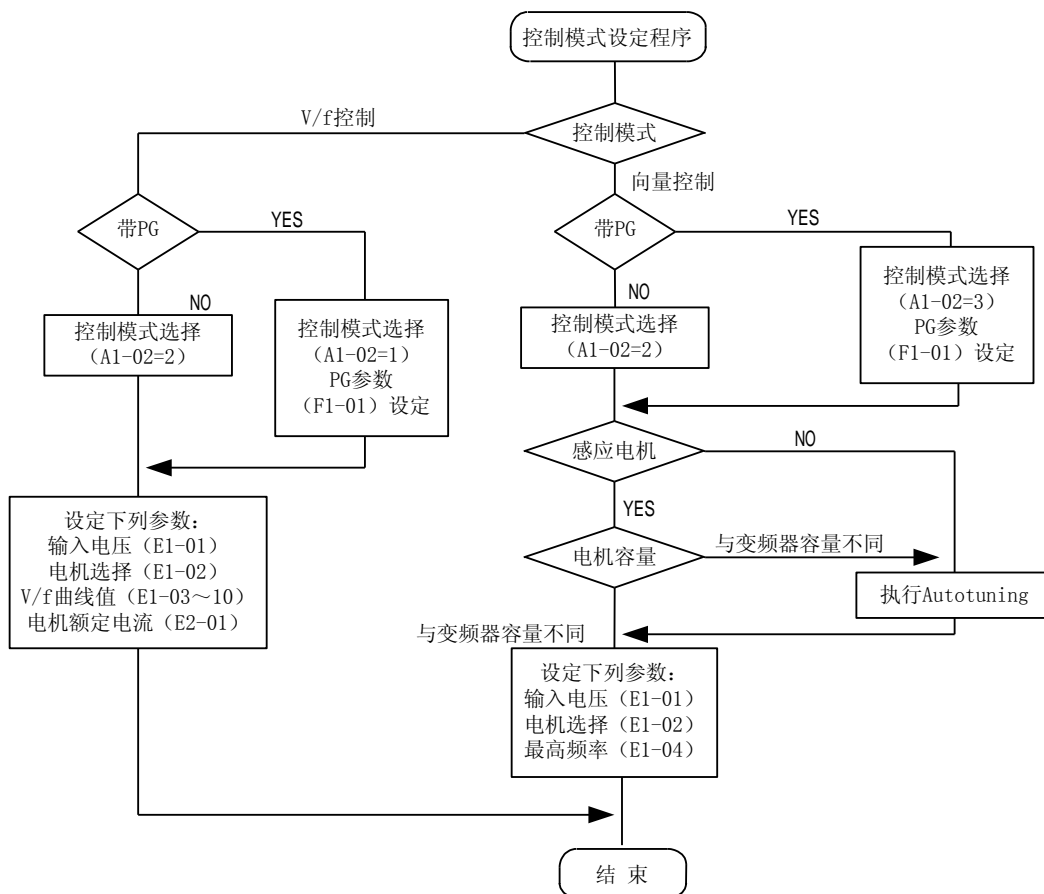 控制模式设定程序
V/f控制
控制模式
向量控制
带PG
YES
NO
控制模式选择
（A1-02=2）
控制模式选择
（A1-02=1）
PG参数
（F1-01）设定
带PG
YES
NO
控制模式选择
（A1-02=2）
控制模式选择
（A1-02=3）
PG参数
（F1-01）设定
感应电机
NO
YES
电机容量
与变频器容量不同
执行Autotuning
与变频器容量不同
设定下列参数：
输入电压（E1-01）
电机选择（E1-02）
V/f曲线值（E1-03～10）
电机额定电流（E2-01）
设定下列参数：
输入电压（E1-01）
电机选择（E1-02）
最高频率（E1-04）
结 束